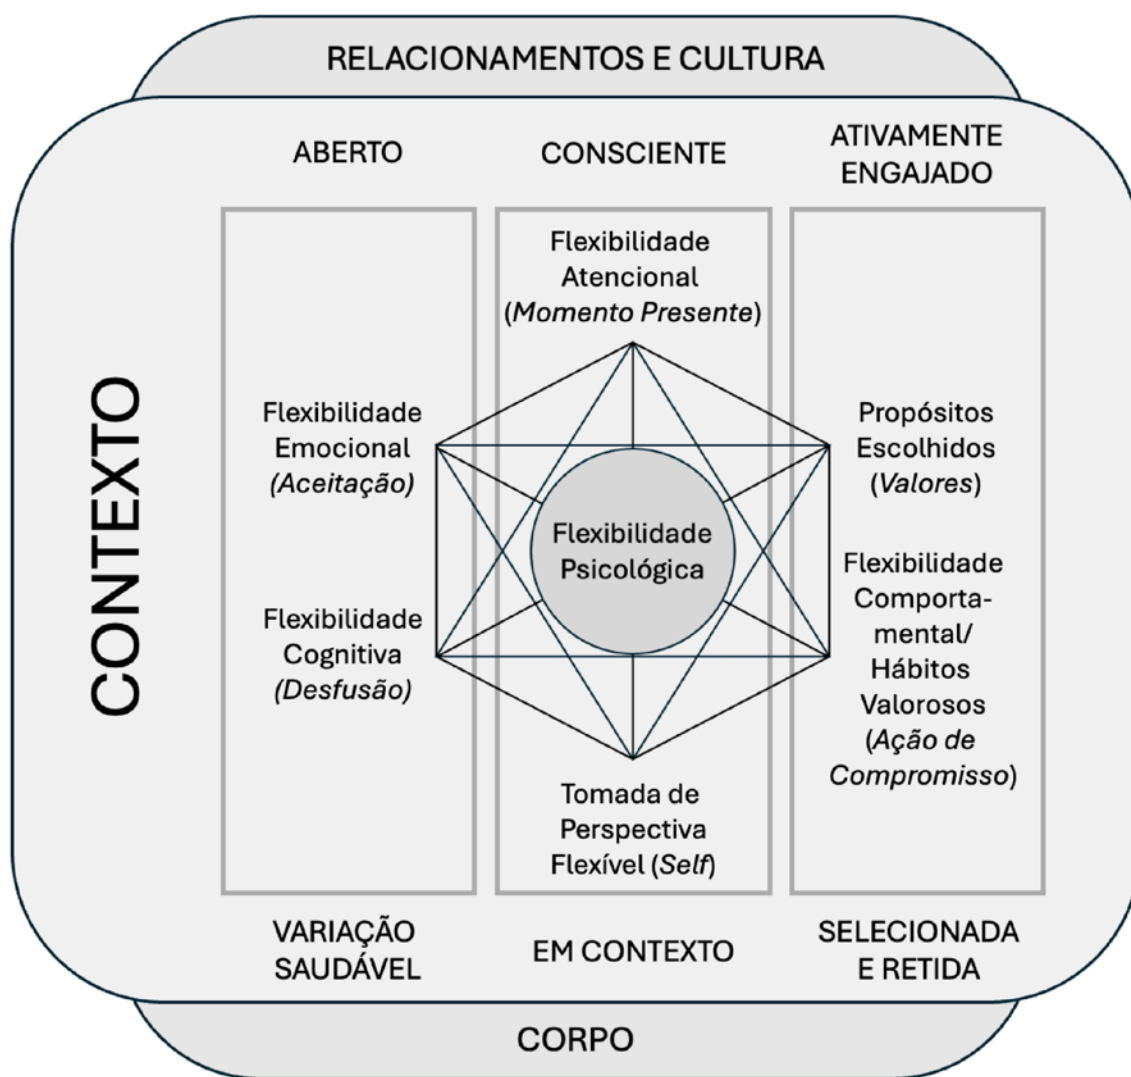 RELACIONAMENTOS E CULTURA
ABERTO
CONSCIENTE
ATIVAMENTE
ENGAJADO
CONTEXTO
Flexibilidade
Emocional
(Aceitação)
Flexibilidade
Cognitiva
(Desfusão)
Flexibilidade
Atencional
(Momento Presente)
Flexibilidade
Psicológica
Tomada de
Perspectiva
Flexível (Self)
Propósitos
Escolhidos
(Valores)
Flexibilidade
Comporta-
mental/
Hábitos
Valorosos
(Ação de
Compromisso)
VARIAÇÃO
SAUDÁVEL
EM CONTEXTO
SELECIONADA
E RETIDA
CORPO